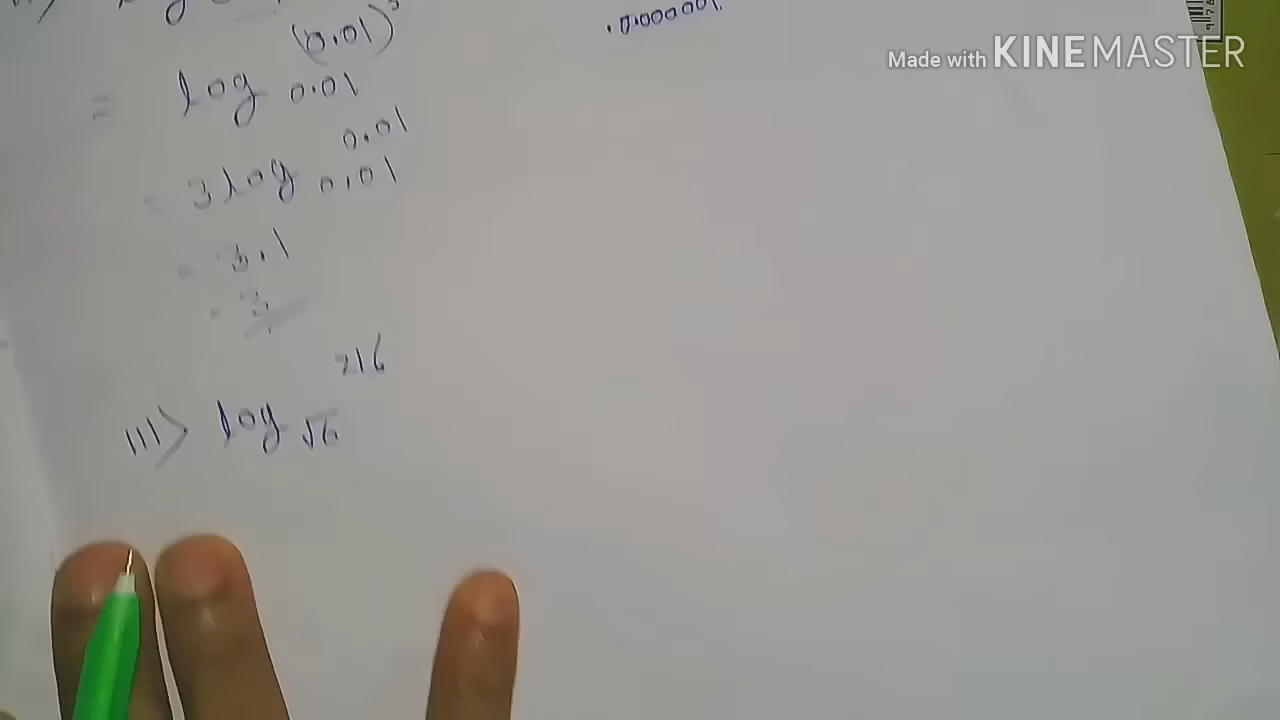 log
(0.01)³ .0.000001
Made with KINEMASTER
= log 0.01
0.01
= 3 log 0.01
= 3.1
= 3
216
III> log √6